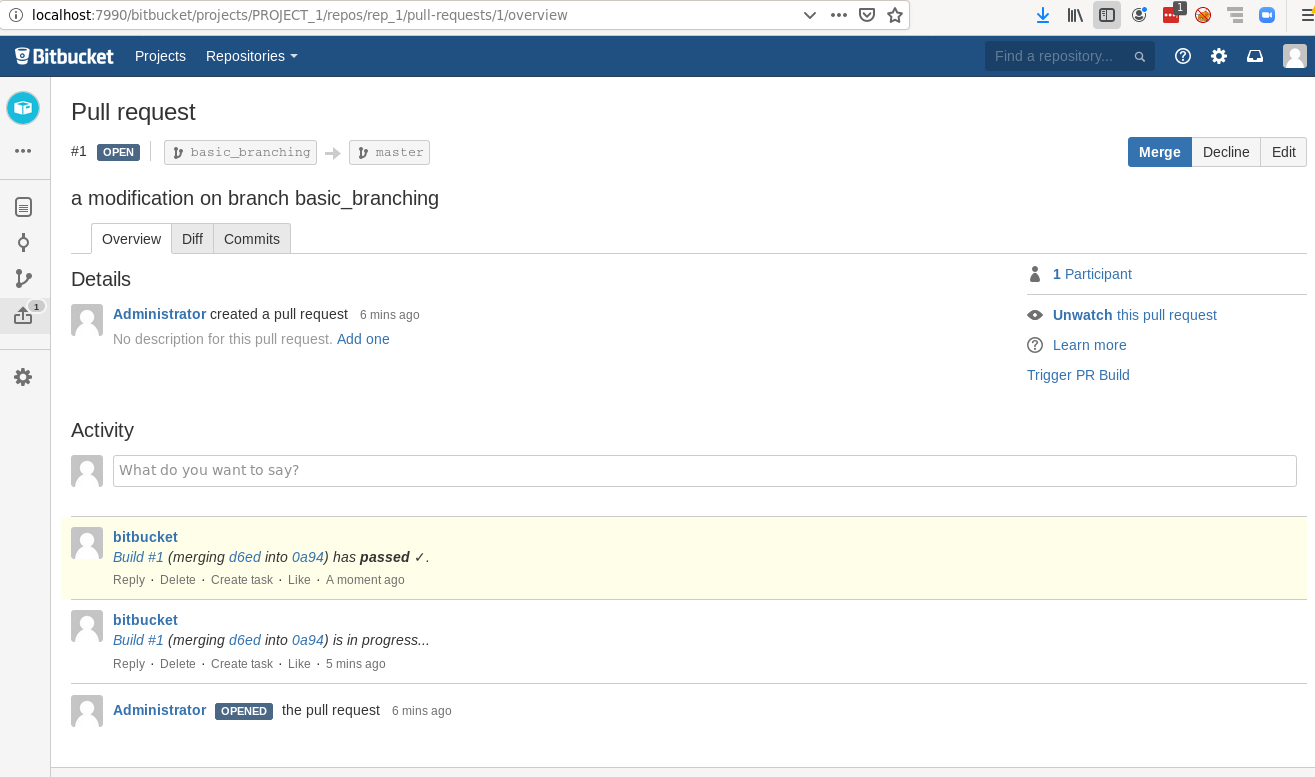 localhost:7990/bitbucket/projects/PROJECT_1/repos/rep_1/pull-requests/1/overview
1
Bitbucket Projects Repositories Find a repository...
Pull request
#1 OPEN basic_branching master Merge Decline Edit
a modification on branch basic_branching
Overview Diff Commits
1
Details
1 Participant
Administrator created a pull request 6 mins ago
Unwatch this pull request
No description for this pull request. Add one
Learn more
Trigger PR Build
Activity
What do you want to say?
bitbucket
Build #1 (merging d6ed into 0a94) has passed ✓.
Reply · Delete · Create task · Like · A moment ago
bitbucket
Build #1 (merging d6ed into 0a94) is in progress...
Reply · Delete · Create task · Like · 5 mins ago
Administrator OPENED the pull request 6 mins ago